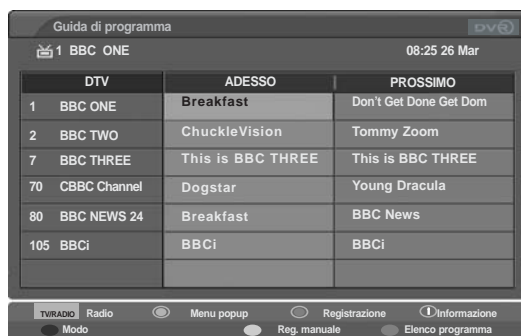 Guida di programma DVR
1 BBC ONE 08:25 26 Mar
DTV ADESSO PROSSIMO
1 BBC ONE Breakfast Don't Get Done Get Dom
2 BBC TWO ChuckleVision Tommy Zoom
7 BBC THREE This is BBC THREE This is BBC THREE
70 CBBC Channel Dogstar Young Dracula
80 BBC NEWS 24 Breakfast BBC News
105 BBCi BBCi BBCi
TV/RADIO Radio Menu popup Registrazione Informazione
Modo Reg. manuale Elenco programma